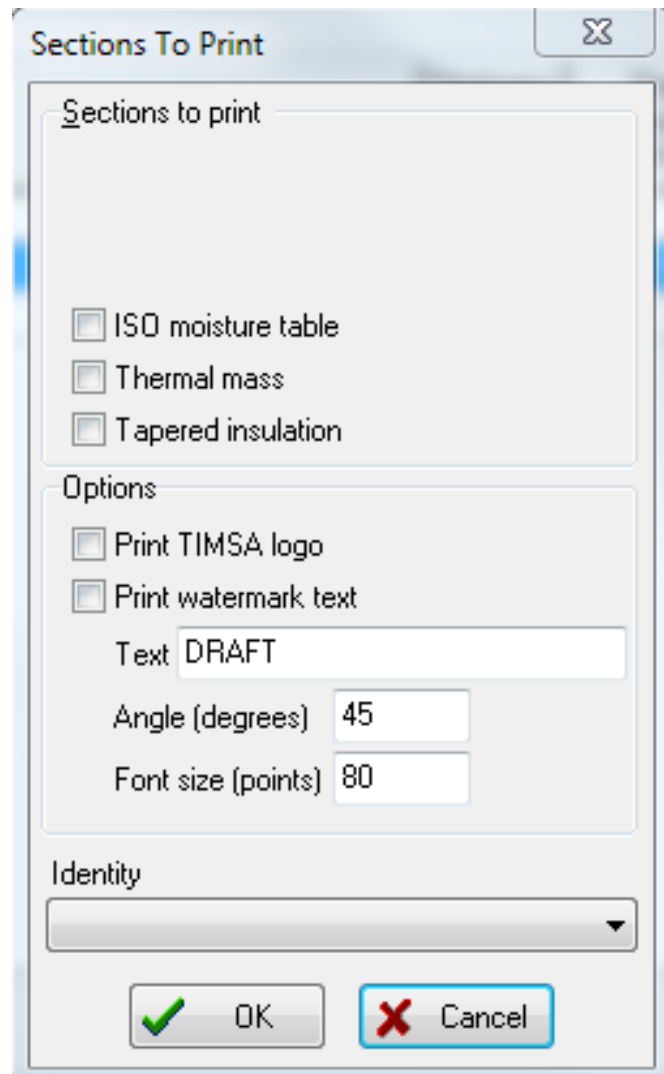 Sections To Print
Sections to print
ISO moisture table
Thermal mass
Tapered insulation
Options
Print TIMSA logo
Print watermark text
Text DRAFT
Angle (degrees) 45
Font size (points) 80
Identity
OK Cancel